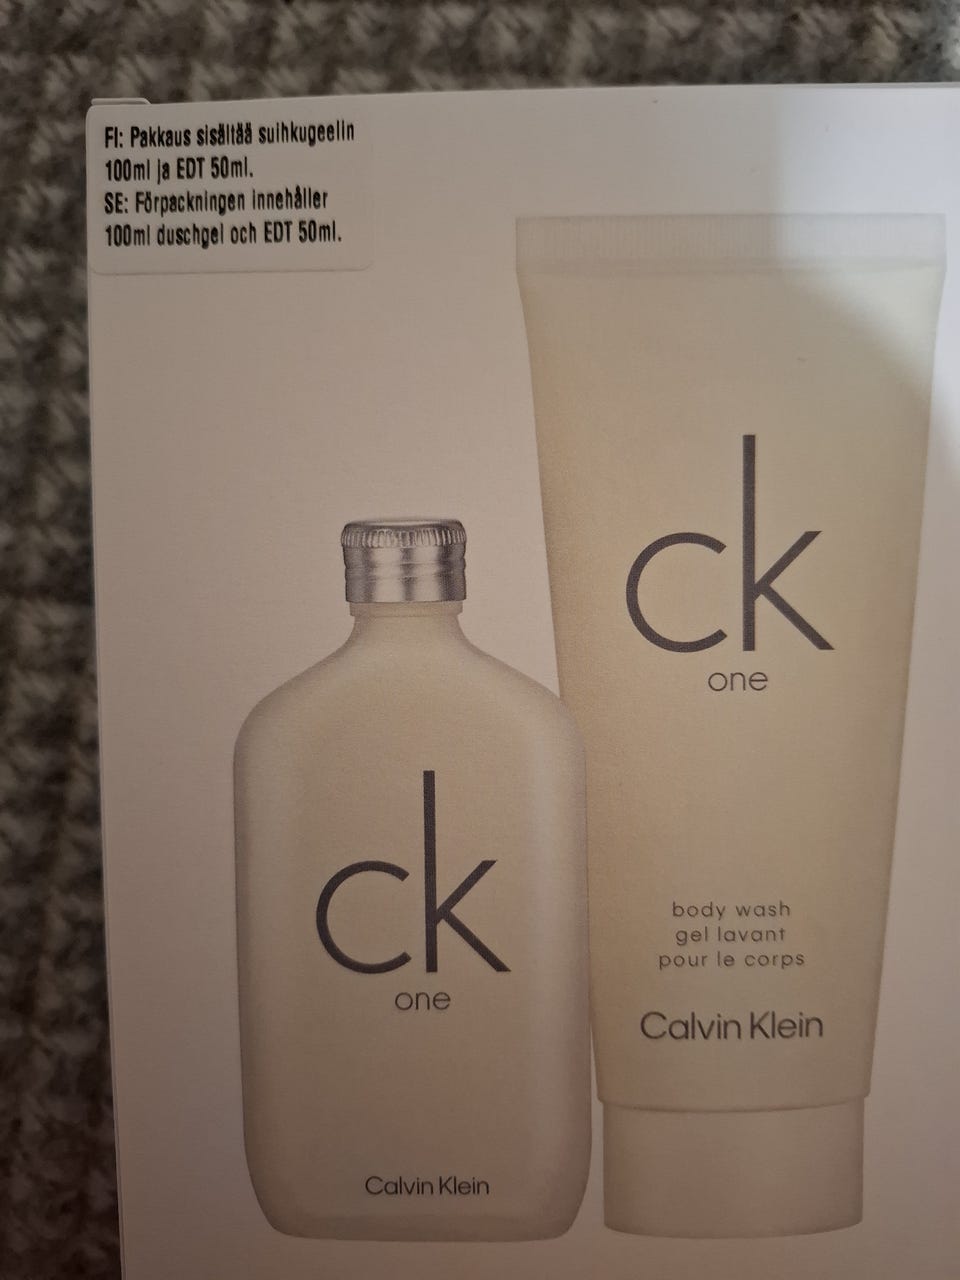 FI: Pakkaus sisältää suihkugeelin
100ml ja EDT 50ml.
SE: Förpackningen innehåller
100ml duschgel och EDT 50ml.
ck
one
body wash
gel lavant
pour le corps
Calvin Klein
ck
one
Calvin Klein